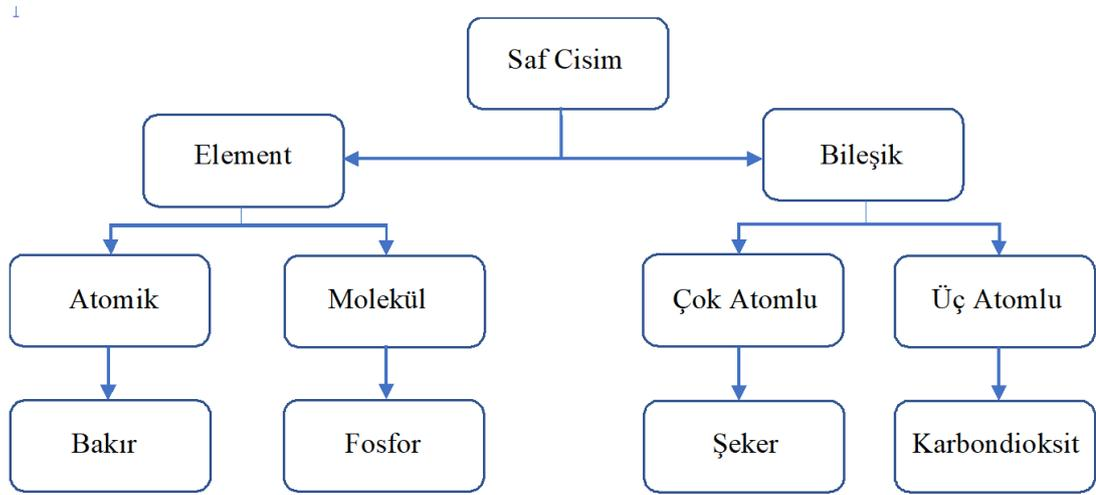 Saf Cisim
Element
Bileşik
Atomik
Molekül
Çok Atomlu
Üç Atomlu
Bakır
Fosfor
Şeker
Karbondioksit